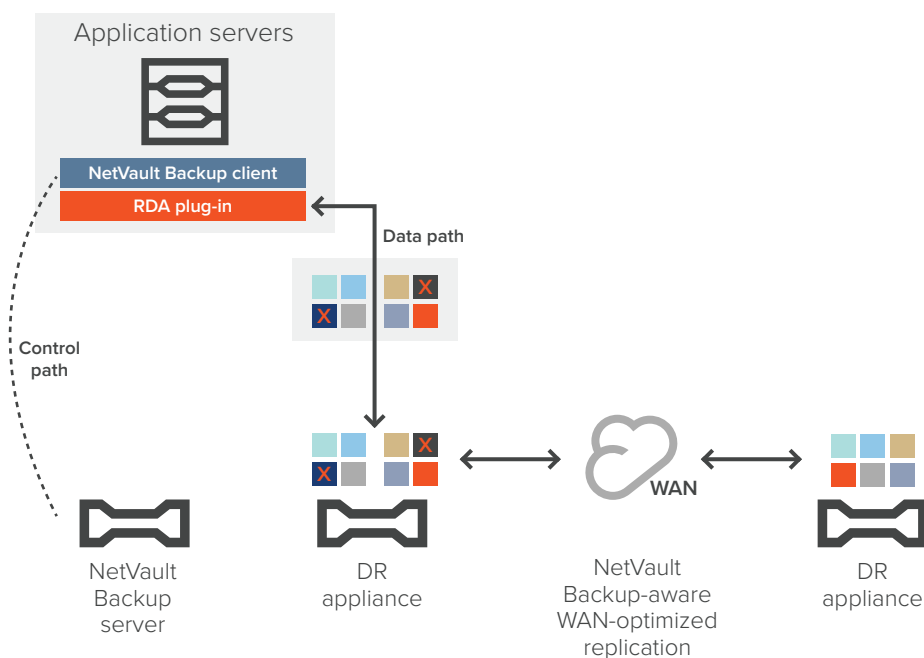 Application servers
NetVault Backup client
RDA plug-in
Data path
X
X
Control
path
X
X
WAN
NetVault
Backup
server
DR
appliance
NetVault
Backup-aware
WAN-optimized
replication
DR
appliance